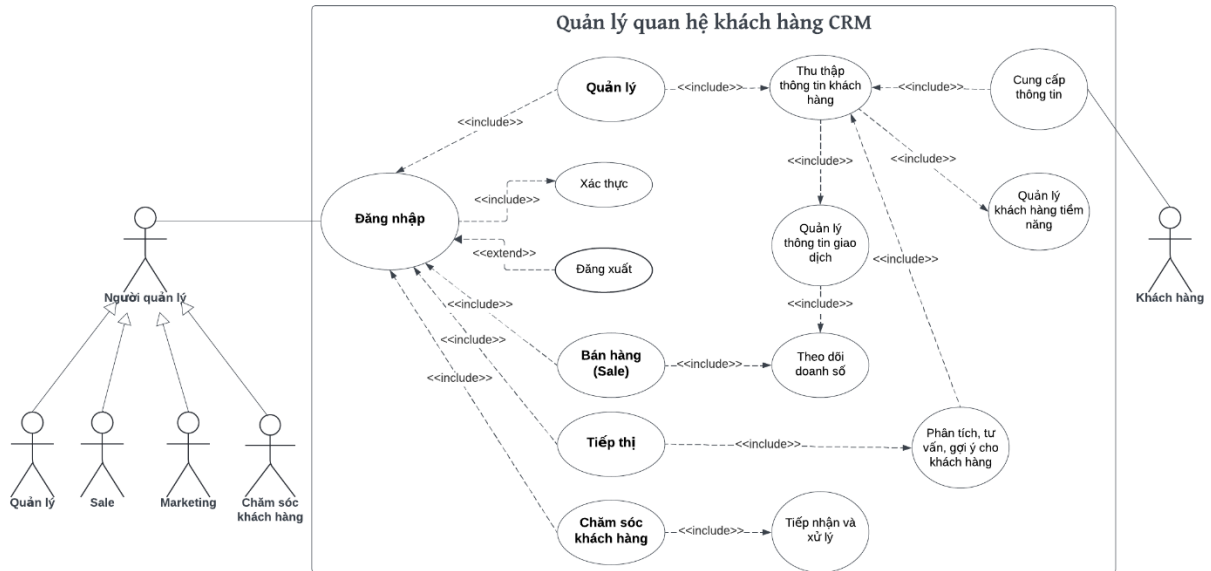 Quản lý quan hệ khách hàng CRM
Quản lý
<<include>>
Thu thập
thông tin khách
hàng
<<include>>
Cung cấp
thông tin
<<include>>
<<include>>
<<include>>
Xác thực
<<include>>
Đăng nhập
Quản lý
khách hàng tiềm
năng
Quản lý
thông tin giao
dịch
<<extend>>
Đăng xuất
<<include>>
Người quản lý
Khách hàng
<<include>>
<<include>>
<<include>>
Bán hàng
(Sale)
<<include>>
Theo dõi
doanh số
<<include>>
Tiếp thị
<<include>>
Phân tích, tư
vấn, gợi ý cho
khách hàng
Quản lý
Sale
Marketing
Chăm sóc
khách hàng
Chăm sóc
khách hàng
<<include>>
Tiếp nhận và
xử lý